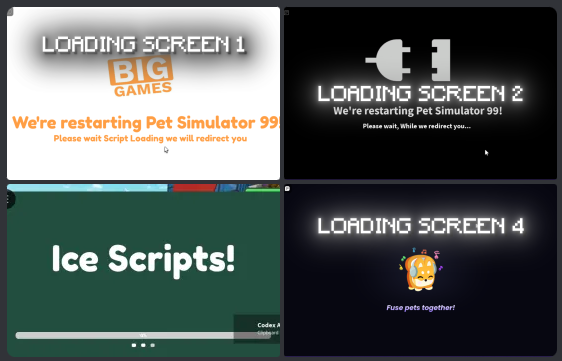 LOADING SCREEN 1
BIG
GAMES
We're restarting Pet Simulator 99!
Please wait Script Loading we will redirect you
LOADING SCREEN 2
We're restarting Pet Simulator 99!
Please wait, While we redirect you...
Ice Scripts!
Codex A
Clipboard
LOADING SCREEN 4
Fuse pets together!